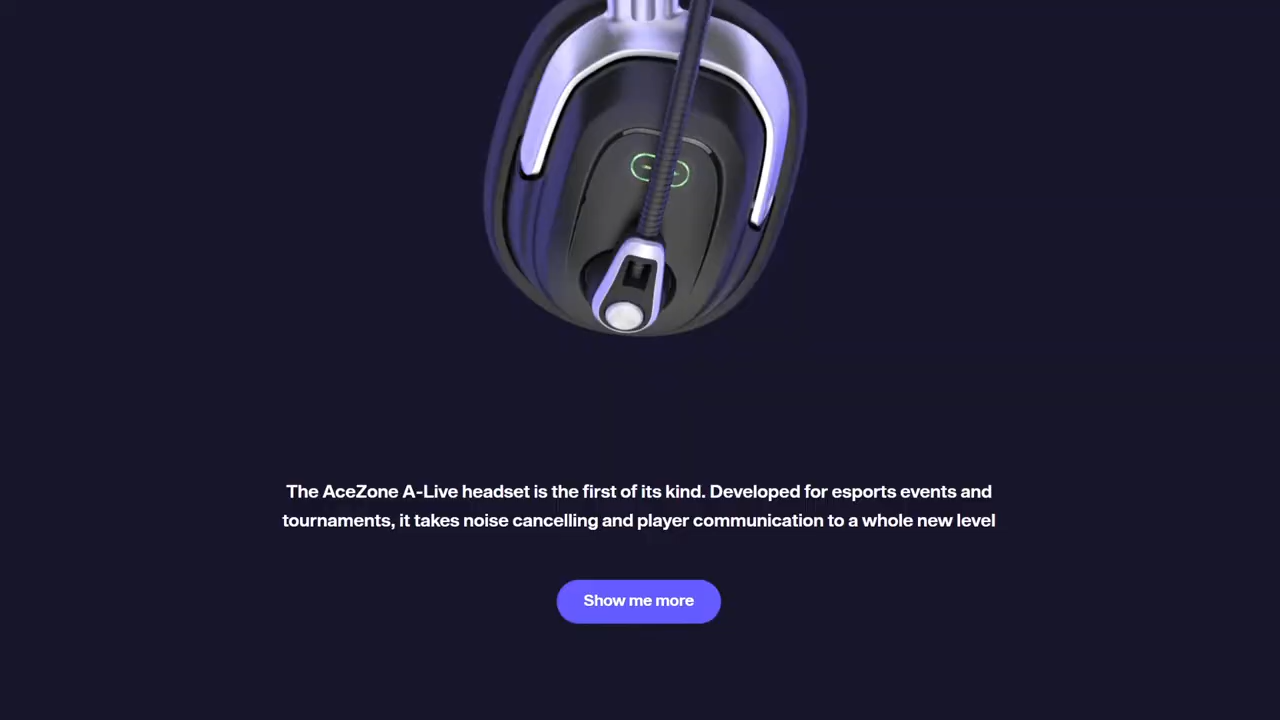 The AceZone A-Live headset is the first of its kind. Developed for esports events and
tournaments, it takes noise cancelling and player communication to a whole new level
Show me more